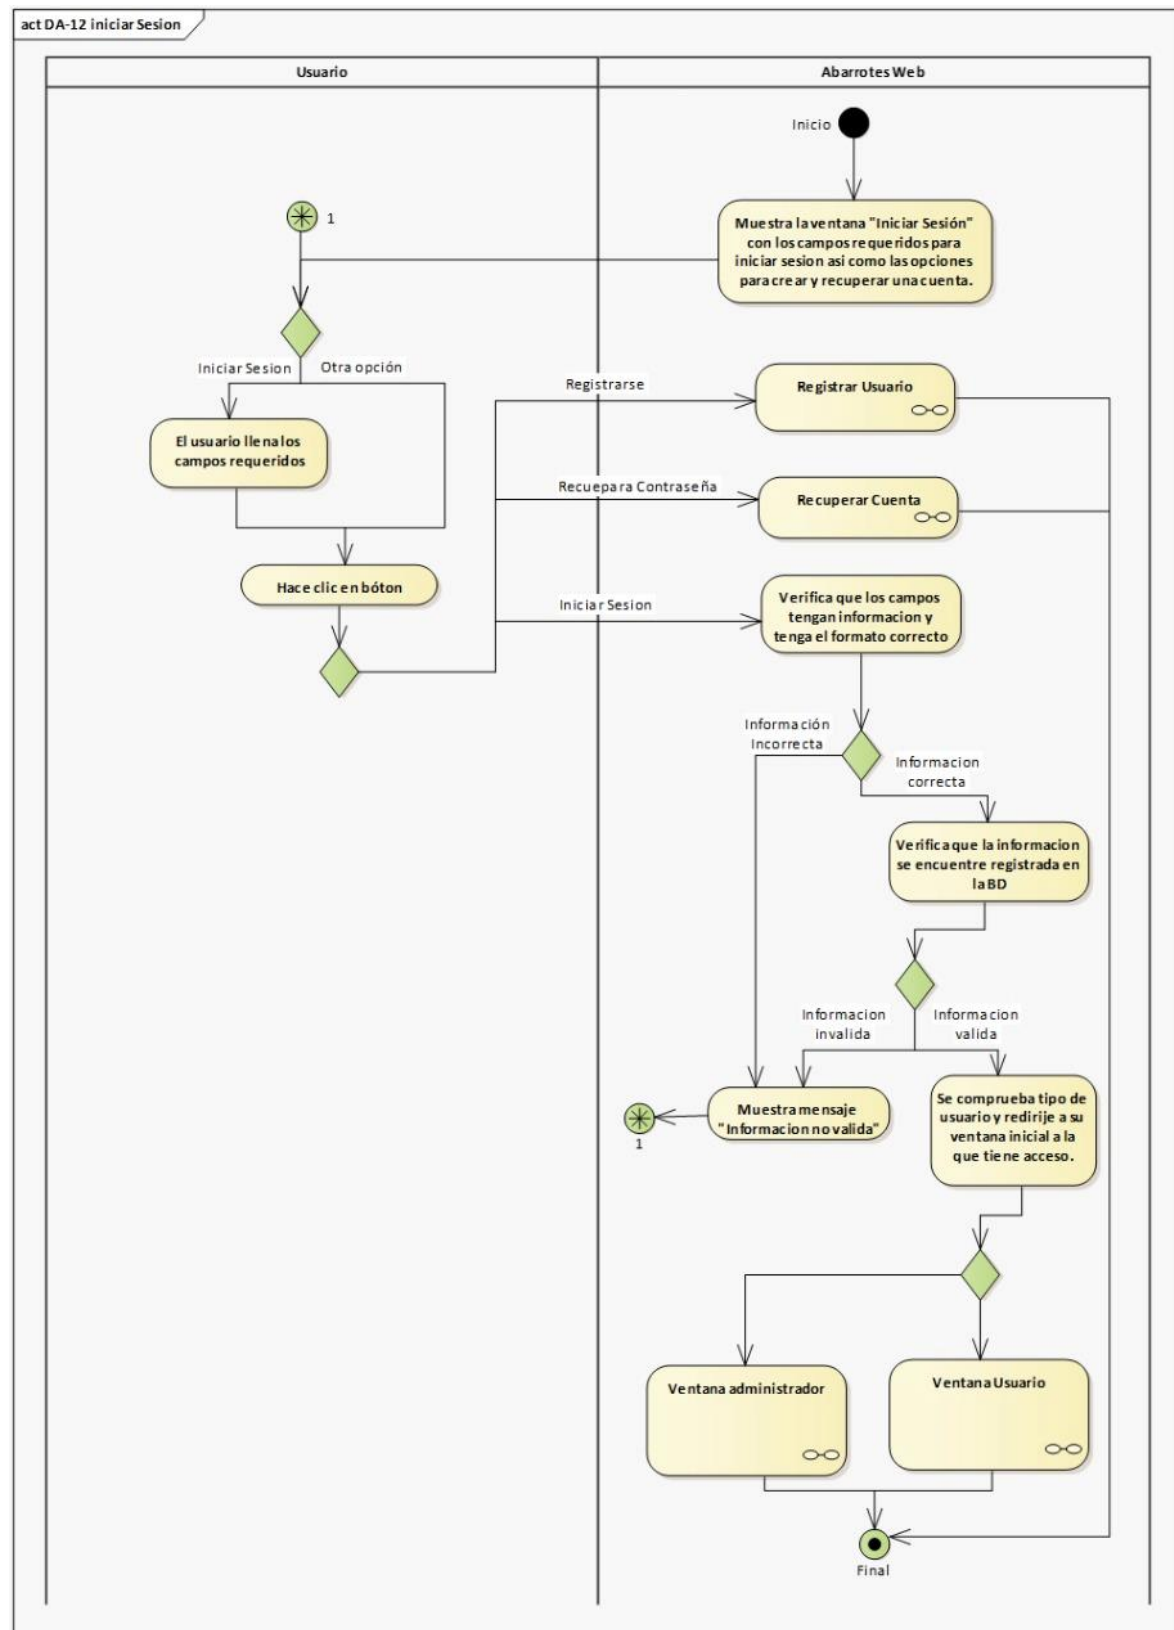 act DA-12 iniciar Sesion
Usuario
Abarrotes Web
Inicio
1
Muestra la ventana "Iniciar Sesión"
con los campos requeridos para
iniciar sesion asi como las opciones
para crear y recuperar una cuenta.
Iniciar Sesion
Otra opción
Registrarse
Registrar Usuario
El usuario llena los
campos requeridos
Recuepara Contraseña
Recuperar Cuenta
Hace clic en bóton
Iniciar Sesion
Verifica que los campos
tengan informacion y
tenga el formato correcto
Información
Incorrecta
Informacion
correcta
Verifica que la informacion
se encuentre registrada en
la BD
Informacion
invalida
Informacion
valida
Muestra mensaje
"Informacion no valida"
1
Se comprueba tipo de
usuario y redirije a su
ventana inicial a la
que tiene acceso.
Ventana administrador
Ventana Usuario
Final